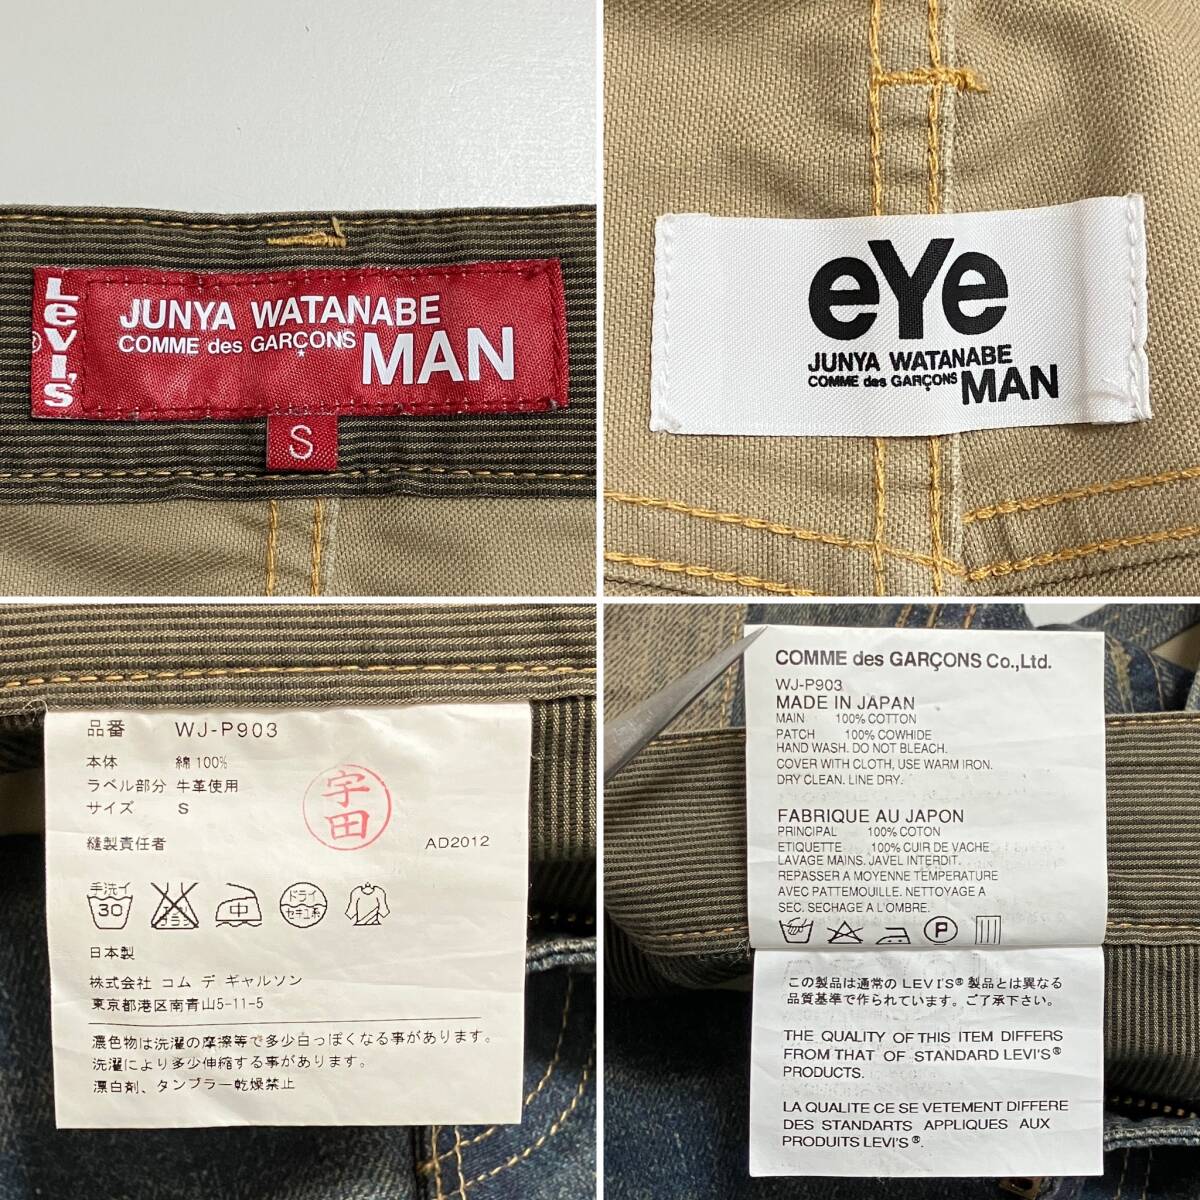 Levi's
®
JUNYA WATANABE
COMME des GARÇONS MAN
S
eYe
JUNYA WATANABE
COMME des GARÇONS MAN
品番 WJ-P903
本体 綿100%
ラベル部分 牛革使用
サイズ S
縫製責任者
宇田
AD2012
手洗イ
30
中
ドライ
セキユ系
日本製
株式会社 コム デ ギャルソン
東京都港区南青山5-11-5
濃色物は洗濯の摩擦等で多少白っぽくなる事があります。
洗濯により多少伸縮する事があります。
漂白剤、タンブラー乾燥禁止
COMME des GARÇONS Co.,Ltd.
WJ-P903
MADE IN JAPAN
MAIN 100% COTTON
PATCH 100% COWHIDE
HAND WASH. DO NOT BLEACH.
COVER WITH CLOTH, USE WARM IRON.
DRY CLEAN. LINE DRY.
FABRIQUE AU JAPON
PRINCIPAL 100% COTON
ETIQUETTE 100% CUIR DE VACHE
LAVAGE MAINS. JAVEL INTERDIT.
REPASSER A MOYENNE TEMPERATURE
AVEC PATTEMOUILLE. NETTOYAGE A
SEC. SECHAGE A L'OMBRE.
P
この製品は通常の LEVI'S® 製品とは異なる
品質基準で作られています。ご了承下さい。
THE QUALITY OF THIS ITEM DIFFERS
FROM THAT OF STANDARD LEVI'S®
PRODUCTS.
LA QUALITE CE SE VETEMENT DIFFERE
DES STANDARTS APPLIQUES AUX
PRODUITS LEVI'S®.